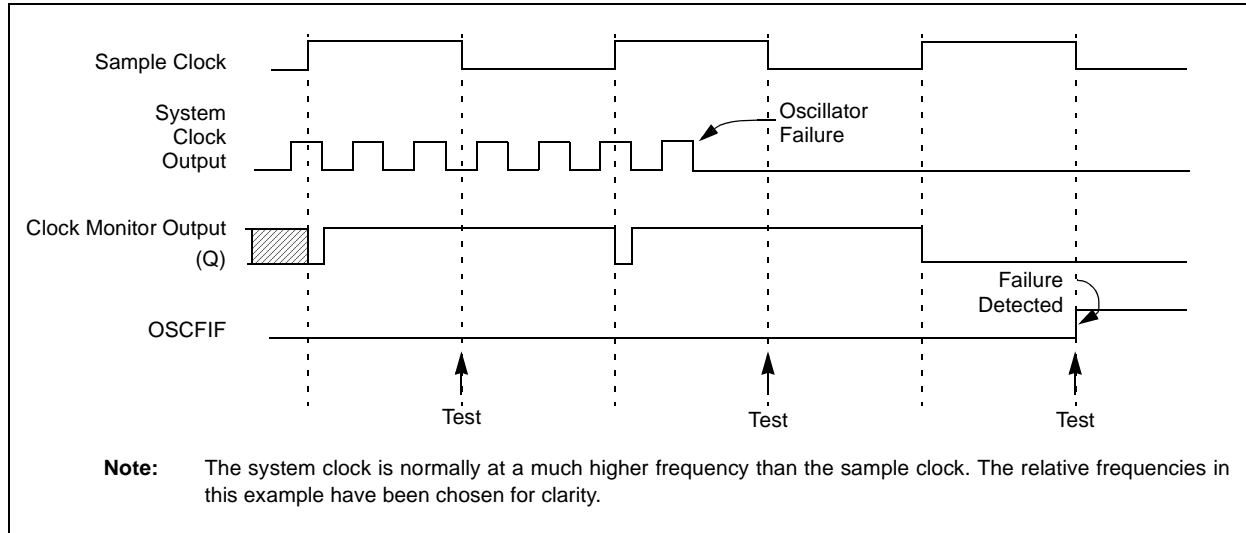 Sample Clock
System
Clock
Output
Oscillator
Failure
Clock Monitor Output
(Q)
Failure
Detected
OSCFIF
Test
Test
Test
Note: The system clock is normally at a much higher frequency than the sample clock. The relative frequencies in
this example have been chosen for clarity.